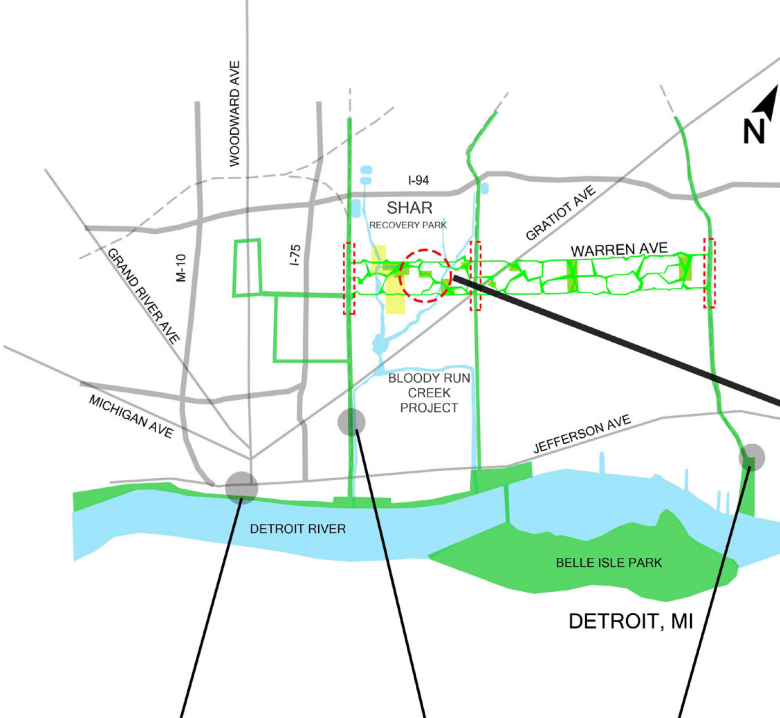 WOODWARD AVE
N
I-94
SHAR
RECOVERY PARK
GRATIOT AVE
WARREN AVE
I-75
M-10
GRAND RIVER AVE
BLOODY RUN
CREEK
PROJECT
MICHIGAN AVE
JEFFERSON AVE
DETROIT RIVER
BELLE ISLE PARK
DETROIT, MI